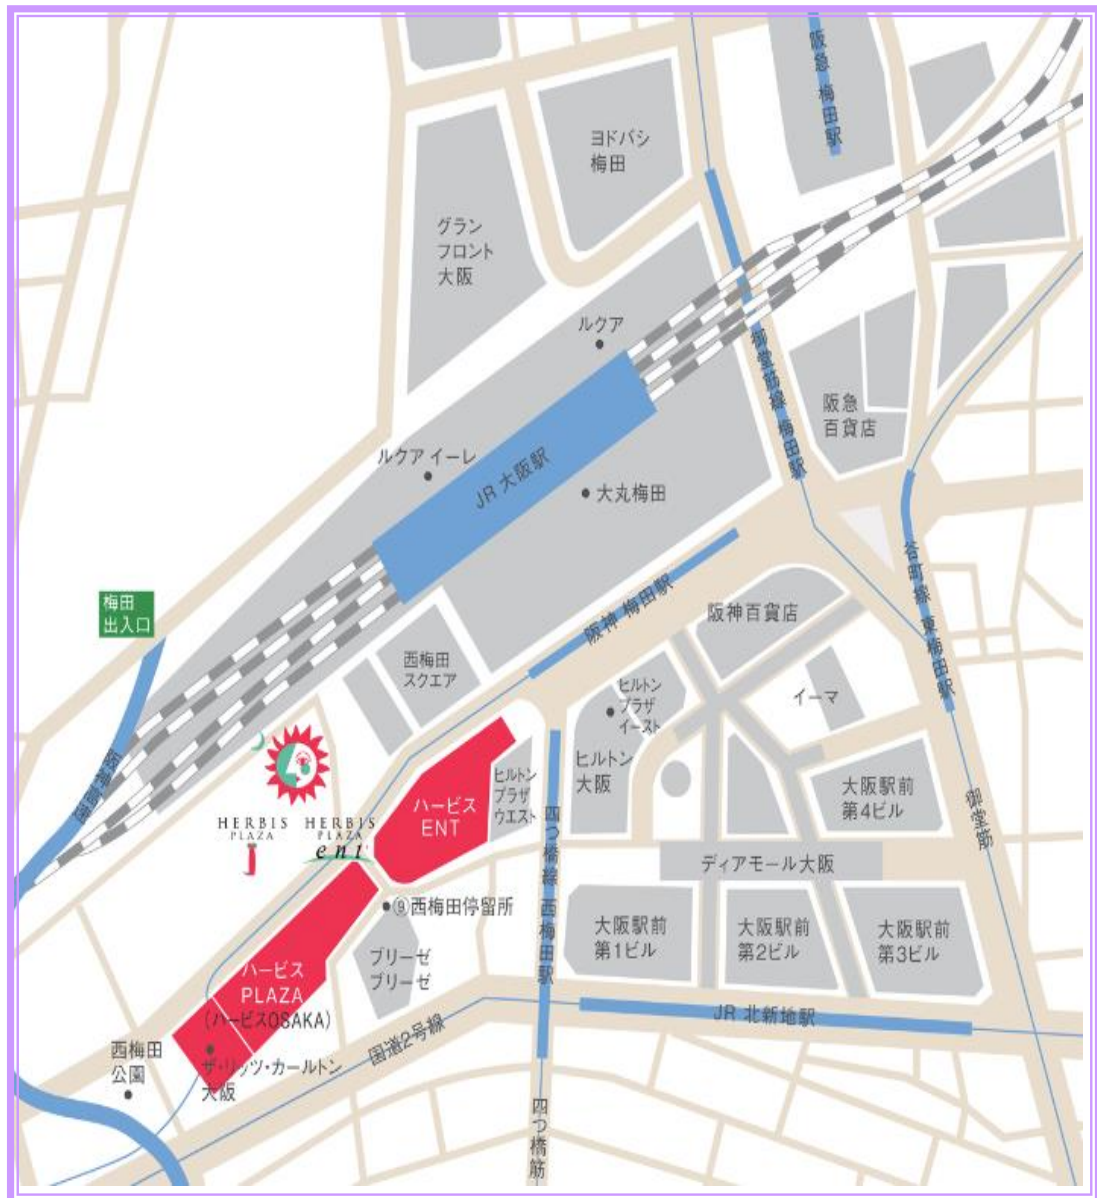 阪急 梅田駅
ヨドバシ
梅田
グラン
フロント
大阪
ルクア
御堂筋線 梅田駅
阪急
百貨店
ルクア イーレ
JR 大阪駅
大丸梅田
谷町線 東梅田駅
梅田
出入口
阪神 梅田駅
阪神百貨店
西梅田
スクエア
ヒルトン
プラザ
イースト
イーマ
阪神高速
ヒルトン
大阪
ヒルトン
プラザ
ウエスト
大阪駅前
第4ビル
御堂筋
ハービス
ENT
HERBIS
PLAZA
HERBIS
PLAZA
ent
四つ橋線 西梅田駅
ディアモール大阪
⑨西梅田停留所
大阪駅前
第1ビル
大阪駅前
第2ビル
大阪駅前
第3ビル
ブリーゼ
ブリーゼ
ハービス
PLAZA
(ハービスOSAKA)
JR 北新地駅
国道2号線
西梅田
公園
ザ・リッツ・カールトン
大阪
四つ橋筋